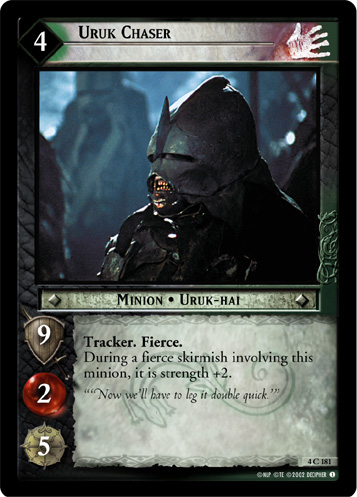 4
Uruk Chaser
Minion • Uruk-hai
9
Tracker. Fierce.
During a fierce skirmish involving this
minion, it is strength +2.
2
““Now we’ll have to leg it double quick.’”
5
4 C 181
©NLP ©TE ©2002 DECIPHER